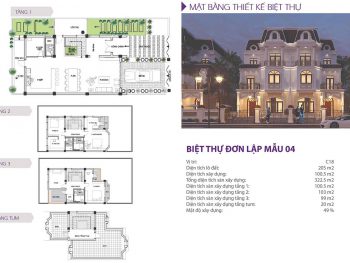 TẦNG 1
MẶT BẰNG THIẾT KẾ BIỆT THỰ
NG 2
NG 3
ANG TUM
BIỆT THỰ ĐƠN LẬP MẪU 04
Vị trí: C18
Diện tích lô đất: 205 m2
Diện tích xây dựng: 100.5 m2
Tổng diện tích sàn xây dựng: 322.5 m2
Diện tích sàn xây dựng tầng 1: 100.5 m2
Diện tích sàn xây dựng tầng 2: 103 m2
Diện tích sàn xây dựng tầng 3: 99 m2
Diện tích sàn xây dựng tầng tum: 20 m2
Mật độ xây dựng: 49 %